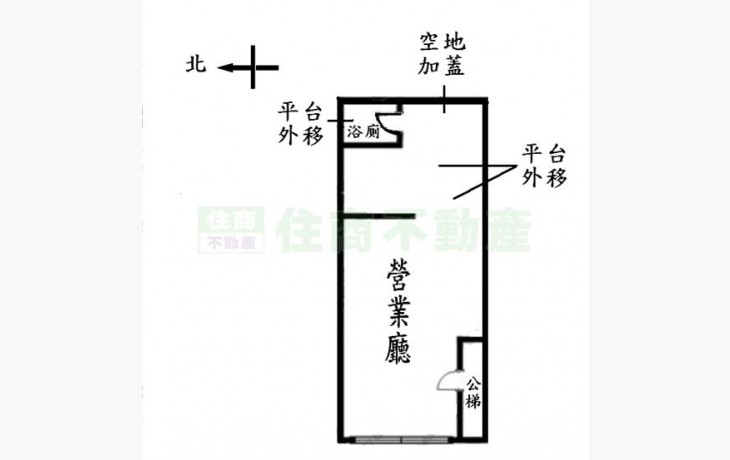 空地
加蓋
北
平台
外移
浴廁
平台
外移
住商
不動產
住商不動產
營業廳
公梯